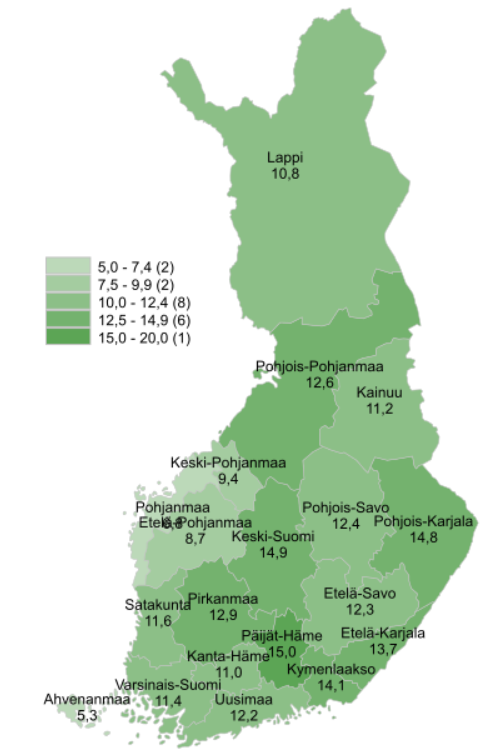 Lappi
10,8
5,0 - 7,4 (2)
7,5 - 9,9 (2)
10,0 - 12,4 (8)
12,5 - 14,9 (6)
15,0 - 20,0 (1)
Pohjois-Pohjanmaa
12,6
Kainuu
11,2
Keski-Pohjanmaa
9,4
Pohjanmaa
Etelä-Pohjanmaa
8,7
Keski-Suomi
14,9
Pohjois-Savo
12,4
Pohjois-Karjala
14,8
Satakunta
11,6
Pirkanmaa
12,9
Etelä-Savo
12,3
Päijät-Häme
15,0
Etelä-Karjala
13,7
Kanta-Häme
11,0
Kymenlaakso
14,1
Varsinais-Suomi
11,4
Ahvenanmaa
5,3
Uusimaa
12,2